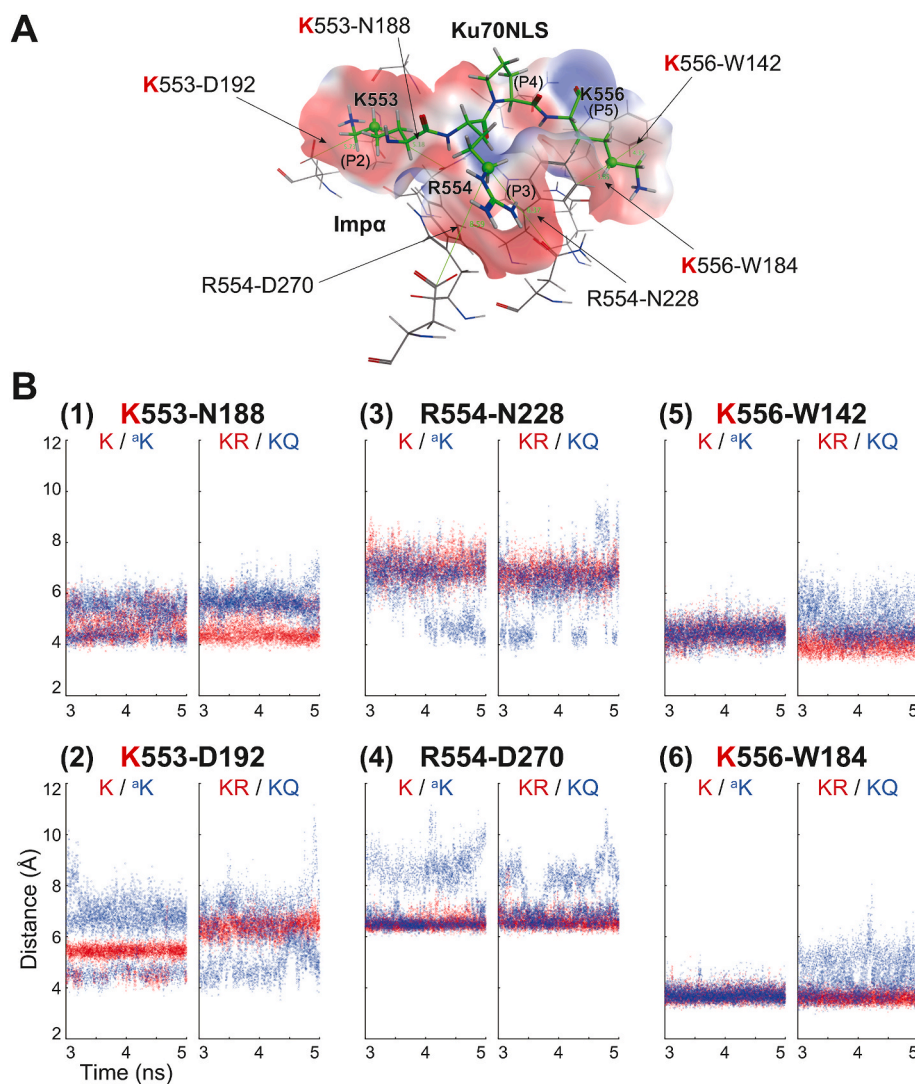 A
K553-N188
Ku70NLS
K553-D192
K556-W142
K553
(P4)
K556
(P5)
(P2)
R554
(P3)
Impα
R554-D270
K556-W184
R554-N228
B
(1) K553-N188
(3) R554-N228
(5) K556-W142
K / ᵃK KR / KQ
K / ᵃK KR / KQ
K / ᵃK KR / KQ
12
10
8
6
4
2
3 4 5 3 4 5
3 4 5 3 4 5
3 4 5 3 4 5
(2) K553-D192
(4) R554-D270
(6) K556-W184
K / ᵃK KR / KQ
K / ᵃK KR / KQ
K / ᵃK KR / KQ
Distance (Å)
12
10
8
6
4
2
3 4 5 3 4 5
3 4 5 3 4 5
3 4 5 3 4 5
Time (ns)